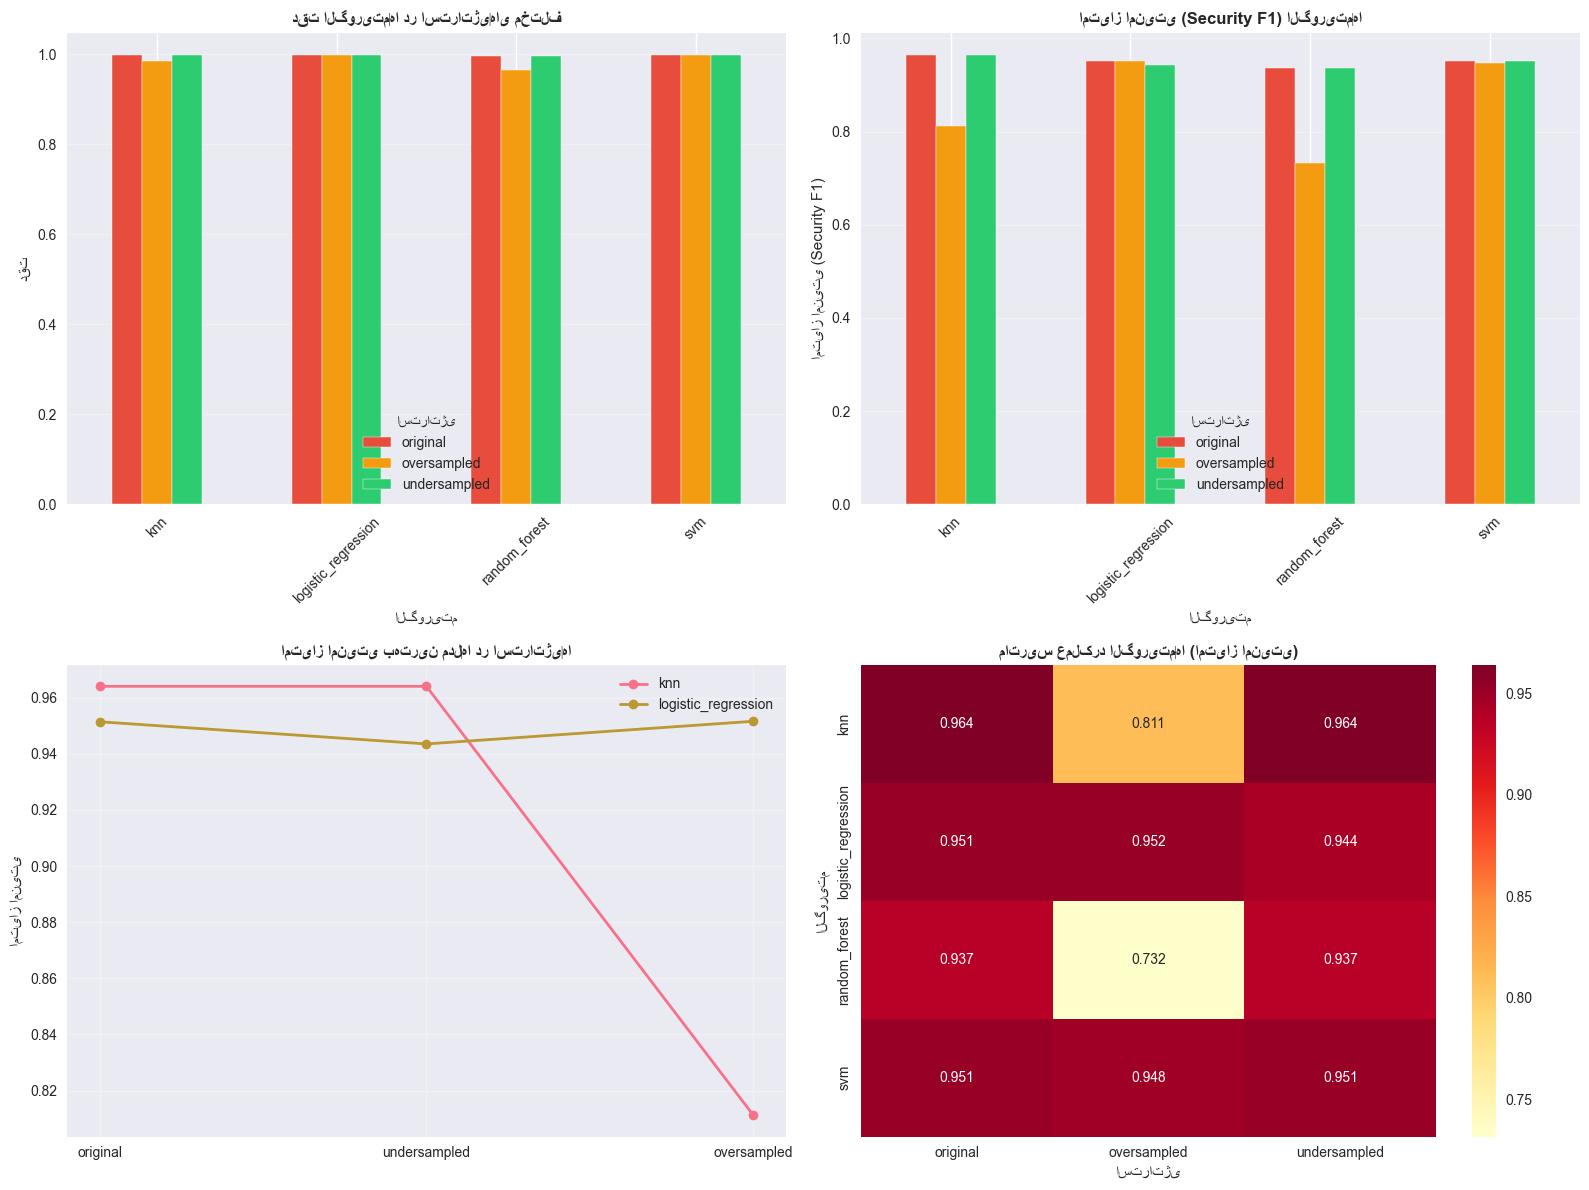 دقت الگوریتم‌ها در استراتژی‌های مختلف
1.0
0.8
0.6
0.4
0.2
0.0
دقت
استراتژی
original
oversampled
undersampled
knn
logistic_regression
random_forest
svm
الگوریتم
امتیاز امنیتی (Security F1) الگوریتم‌ها
1.0
0.8
0.6
0.4
0.2
0.0
امتیاز امنیتی (Security F1)
استراتژی
original
oversampled
undersampled
knn
logistic_regression
random_forest
svm
الگوریتم
امتیاز امنیتی بهترین مدل‌ها در استراتژی‌ها
0.96
0.94
0.92
0.90
0.88
0.86
0.84
0.82
امتیاز امنیتی
knn
logistic_regression
original
undersampled
oversampled
ماتریس عملکرد الگوریتم‌ها (امتیاز امنیتی)
knn
0.964
0.811
0.964
logistic_regression
0.951
0.952
0.944
random_forest
0.937
0.732
0.937
svm
0.951
0.948
0.951
الگوریتم
original
oversampled
undersampled
استراتژی
0.95
0.90
0.85
0.80
0.75